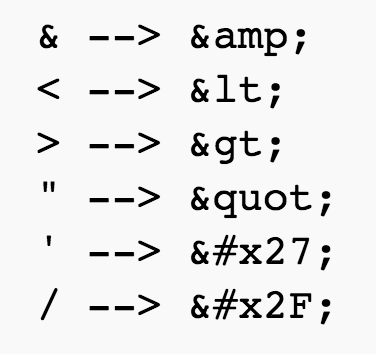 & --> &amp;
< --> &lt;
> --> &gt;
" --> &quot;
' --> &#x27;
/ --> &#x2F;